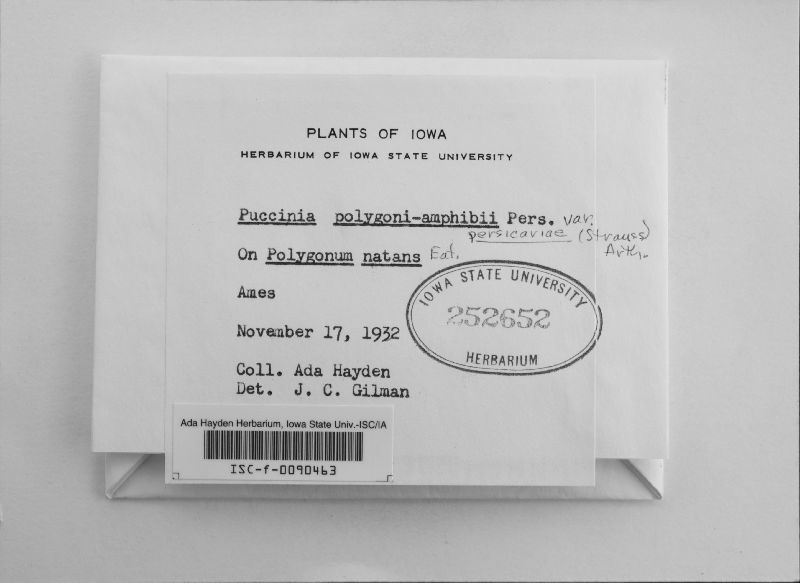 PLANTS OF IOWA
HERBARIUM OF IOWA STATE UNIVERSITY
Puccinia polygoni-amphibii Pers. var.
persicariae (Strauss)
Arth.
On Polygonum natans Eat.
Ames
November 17, 1932
Coll. Ada Hayden
Det. J. C. Gilman
IOWA STATE UNIVERSITY
252652
HERBARIUM
Ada Hayden Herbarium, Iowa State Univ.-ISC/IA
ISC-f-0090463